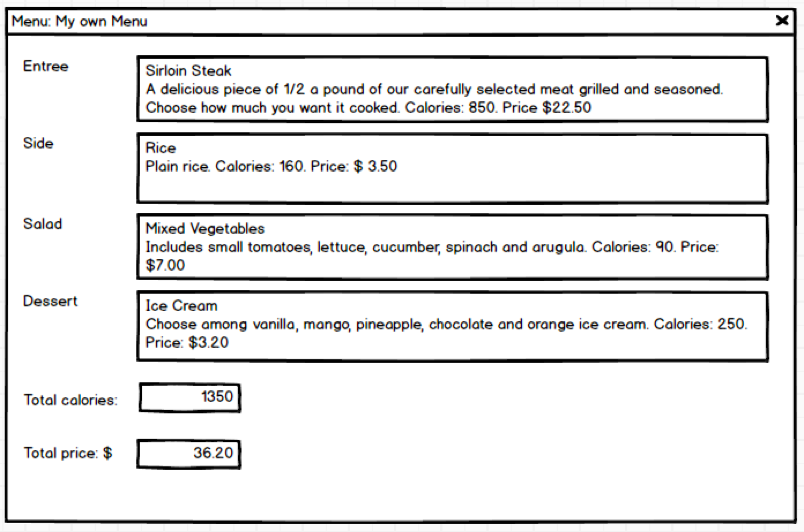 Menu: My own Menu
Entree
Sirloin Steak
A delicious piece of 1/2 a pound of our carefully selected meat grilled and seasoned.
Choose how much you want it cooked. Calories: 850. Price $22.50
Side
Rice
Plain rice. Calories: 160. Price: $ 3.50
Salad
Mixed Vegetables
Includes small tomatoes, lettuce, cucumber, spinach and arugula. Calories: 90. Price:
$7.00
Dessert
Ice Cream
Choose among vanilla, mango, pineapple, chocolate and orange ice cream. Calories: 250.
Price: $3.20
Total calories: 1350
Total price: $ 36.20